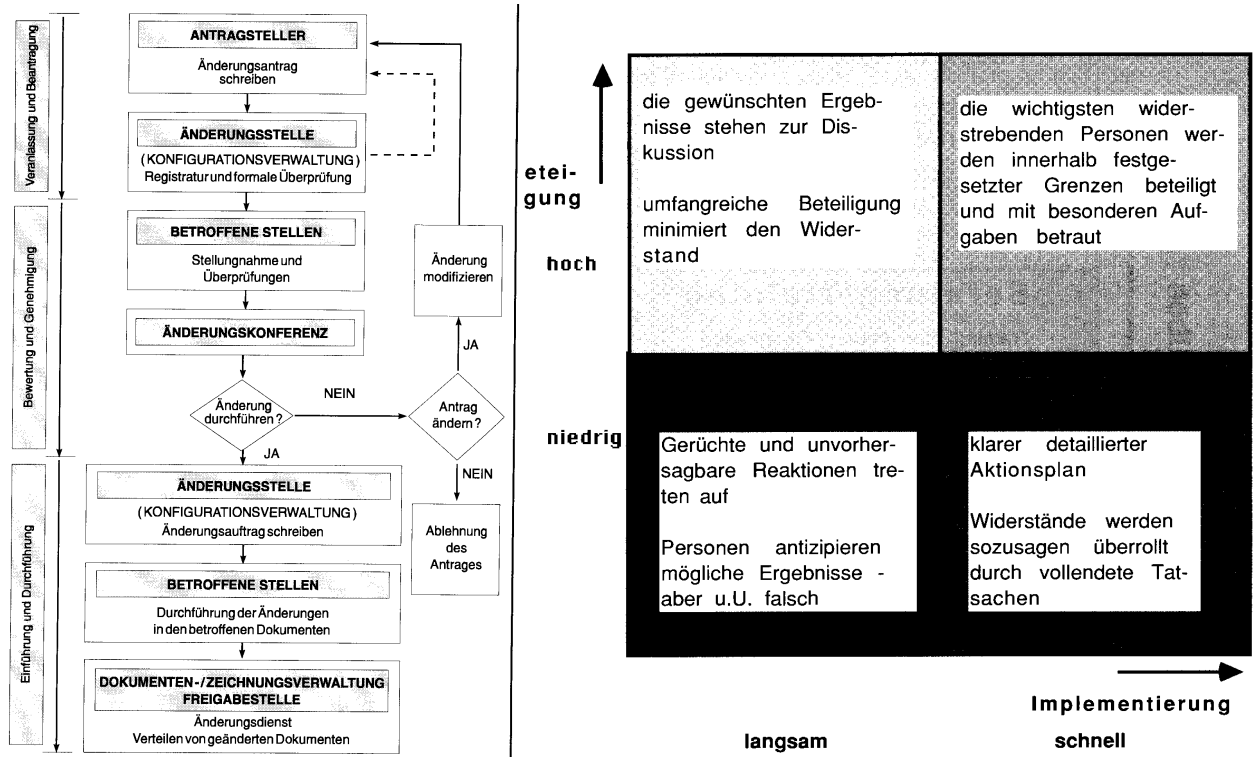 Veranlassung und Beantragung
ANTRAGSTELLER
Änderungsantrag
schreiben
ÄNDERUNGSSTELLE
(KONFIGURATIONSVERWALTUNG)
Registratur und formale Überprüfung
Bewertung und Genehmigung
BETROFFENE STELLEN
Stellungnahme und
Überprüfungen
Änderung
modifizieren
ÄNDERUNGSKONFERENZ
JA
Änderung
durchführen?
NEIN
Antrag
ändern?
JA
NEIN
Einführung und Durchführung
ÄNDERUNGSSTELLE
(KONFIGURATIONSVERWALTUNG)
Änderungsauftrag schreiben
Ablehnung
des
Antrages
BETROFFENE STELLEN
Durchführung der Änderungen
in den betroffenen Dokumenten
DOKUMENTEN-/ZEICHNUNGSVERWALTUNG
FREIGABESTELLE
Änderungsdienst
Verteilen von geänderten Dokumenten
etei-
gung
hoch
niedrig
die gewünschten Ergeb-
nisse stehen zur Dis-
kussion
umfangreiche Beteiligung
minimiert den Wider-
stand
die wichtigsten wider-
strebenden Personen wer-
den innerhalb festge-
setzter Grenzen beteiligt
und mit besonderen Auf-
gaben betraut
Gerüchte und unvorher-
sagbare Reaktionen tre-
ten auf
Personen antizipieren
mögliche Ergebnisse -
aber u.U. falsch
klarer detaillierter
Aktionsplan
Widerstände werden
sozusagen überrollt
durch vollendete Tat-
sachen
Implementierung
langsam
schnell